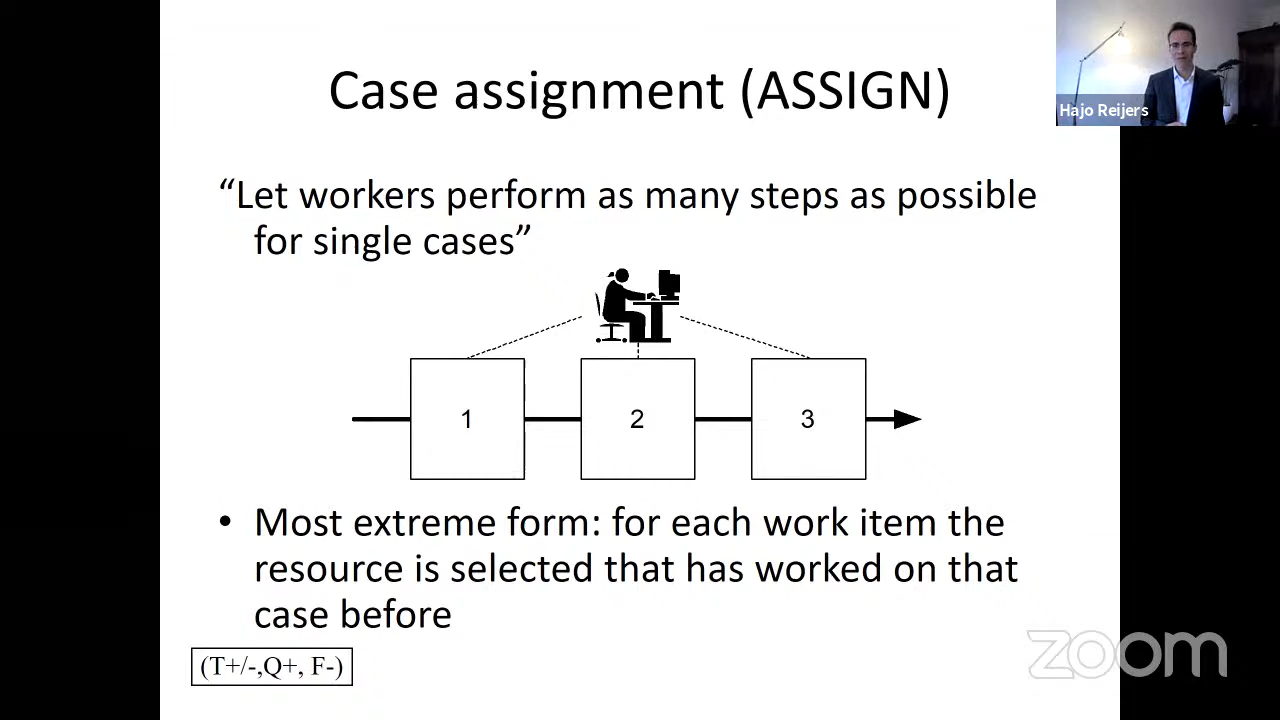 Case assignment (ASSIGN)
Hajo Reijers
“Let workers perform as many steps as possible
for single cases”
1
2
3
• Most extreme form: for each work item the
resource is selected that has worked on that
case before
(T+/-,Q+, F-)
zoom